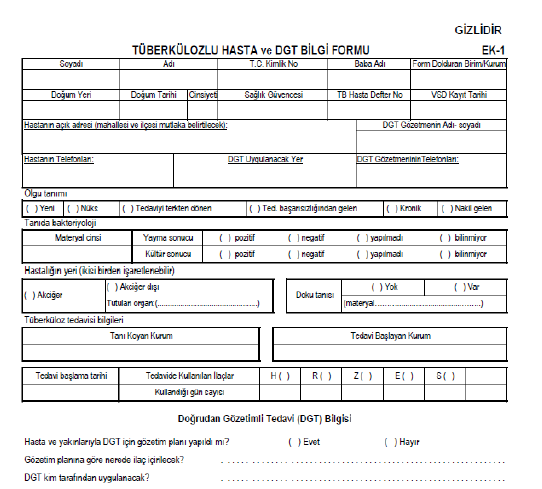 GİZLİDİR
TÜBERKÜLOZLU HASTA ve DGT BİLGİ FORMU EK-1
Soyadı Adı T.C. Kimlik No Baba Adı Form Dolduran Birim/Kurum
Doğum Yeri Doğum Tarihi Cinsiyeti Sağlık Güvencesi TB Hasta Defter No VSD Kayıt Tarihi
Hastanın açık adresi (mahallesi ve ilçesi mutlaka belirtilecek): DGT Gözetmenin Adı- soyadı
Hastanın Telefonları: DGT Uygulanacak Yer DGT Gözetmeninin Telefonları:
Olgu tanımı
( ) Yeni ( ) Nüks ( ) Tedaviyi terkten dönen ( ) Ted. başarısızlığından gelen ( ) Kronik ( ) Nakil gelen
Tanıda bakteriyoloji
Materyal cinsi Yayma sonucu ( ) pozitif ( ) negatif ( ) yapılmadı ( ) bilinmiyor
Kültür sonucu ( ) pozitif ( ) negatif ( ) yapılmadı ( ) bilinmiyor
Hastalığın yeri (ikisi birden işaretlenebilir)
( ) Akciğer ( ) Akciğer dışı Doku tanısı ( ) Yok ( ) Var
Tutulan organ:(......................................................) (materyal......................................................)
Tüberküloz tedavisi bilgileri
Tanı Koyan Kurum Tedavi Başlayan Kurum
Tedavi başlama tarihi Tedavide Kullanılan İlaçlar H ( ) R ( ) Z ( ) E ( ) S ( )
Kullandığı gün sayısı
Doğrudan Gözetimli Tedavi (DGT) Bilgisi
Hasta ve yakınlarıyla DGT için gözetim planı yapıldı mı? ( ) Evet ( ) Hayır
Gözetim planına göre nerede ilaç içirilecek? ......................................................
DGT kim tarafından uygulanacak? ......................................................